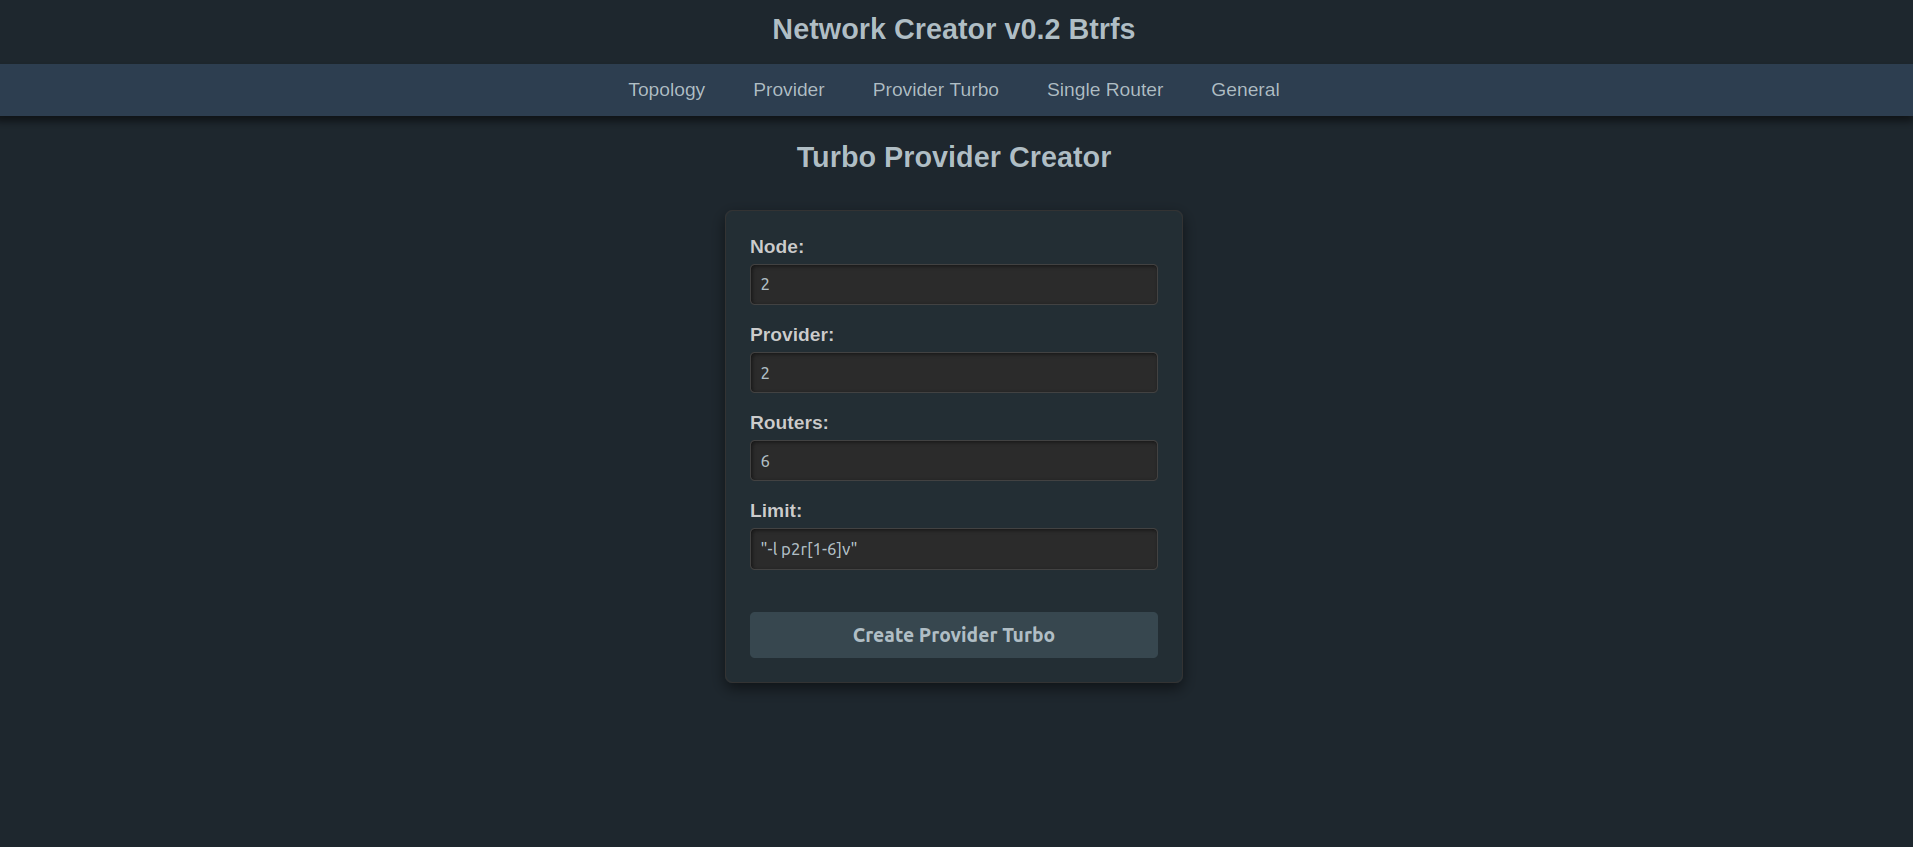 Network Creator v0.2 Btrfs
Topology Provider Provider Turbo Single Router General
Turbo Provider Creator
Node:
2
Provider:
2
Routers:
6
Limit:
"-l p2r[1-6]v"
Create Provider Turbo